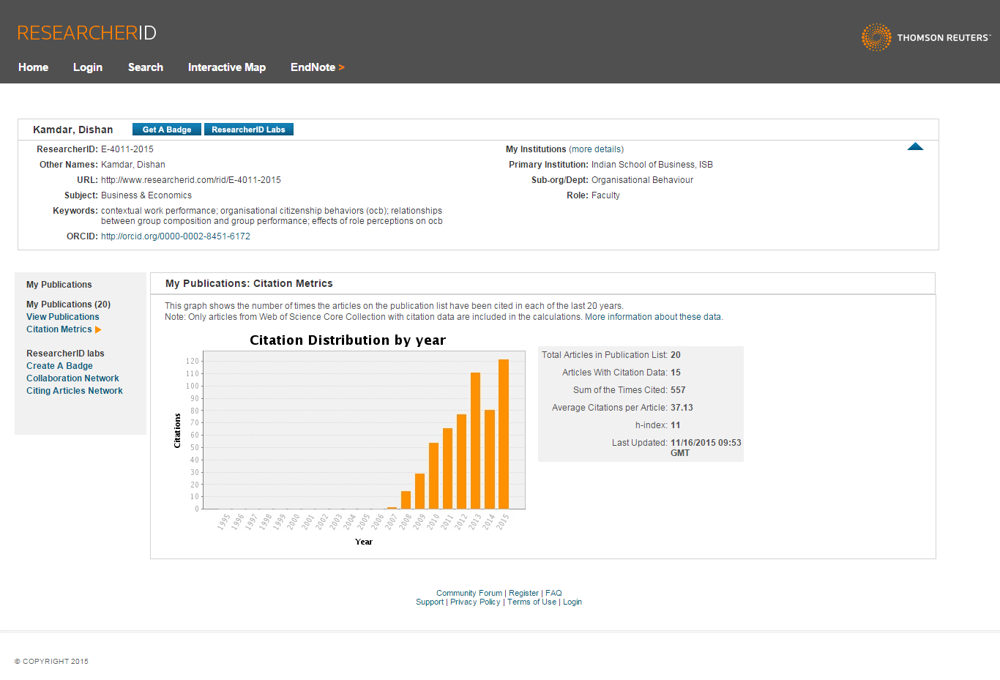 RESEARCHERID
THOMSON REUTERS™
Home Login Search Interactive Map EndNote >
Kamdar, Dishan Get A Badge ResearcherID Labs
ResearcherID: E-4011-2015
Other Names: Kamdar, Dishan
URL: http://www.researcherid.com/rid/E-4011-2015
Subject: Business & Economics
Keywords: contextual work performance; organisational citizenship behaviors (ocb); relationships
between group composition and group performance; effects of role perceptions on ocb
ORCID: http://orcid.org/0000-0002-8451-6172
My Institutions (more details)
Primary Institution: Indian School of Business, ISB
Sub-org/Dept: Organisational Behaviour
Role: Faculty
My Publications
My Publications (20)
View Publications
Citation Metrics
ResearcherID labs
Create A Badge
Collaboration Network
Citing Articles Network
My Publications: Citation Metrics
This graph shows the number of times the articles on the publication list have been cited in each of the last 20 years.
Note: Only articles from Web of Science Core Collection with citation data are included in the calculations. More information about these data.
Citation Distribution by year
120
110
100
90
80
70
60
50
40
30
20
10
0
Citations
1995 1996 1997 1998 1999 2000 2001 2002 2003 2004 2005 2006 2007 2008 2009 2010 2011 2012 2013 2014 2015
Year
Total Articles in Publication List: 20
Articles With Citation Data: 15
Sum of the Times Cited: 557
Average Citations per Article: 37.13
h-index: 11
Last Updated: 11/16/2015 09:53
GMT
Community Forum | Register | FAQ
Support | Privacy Policy | Terms of Use | Login
© COPYRIGHT 2015